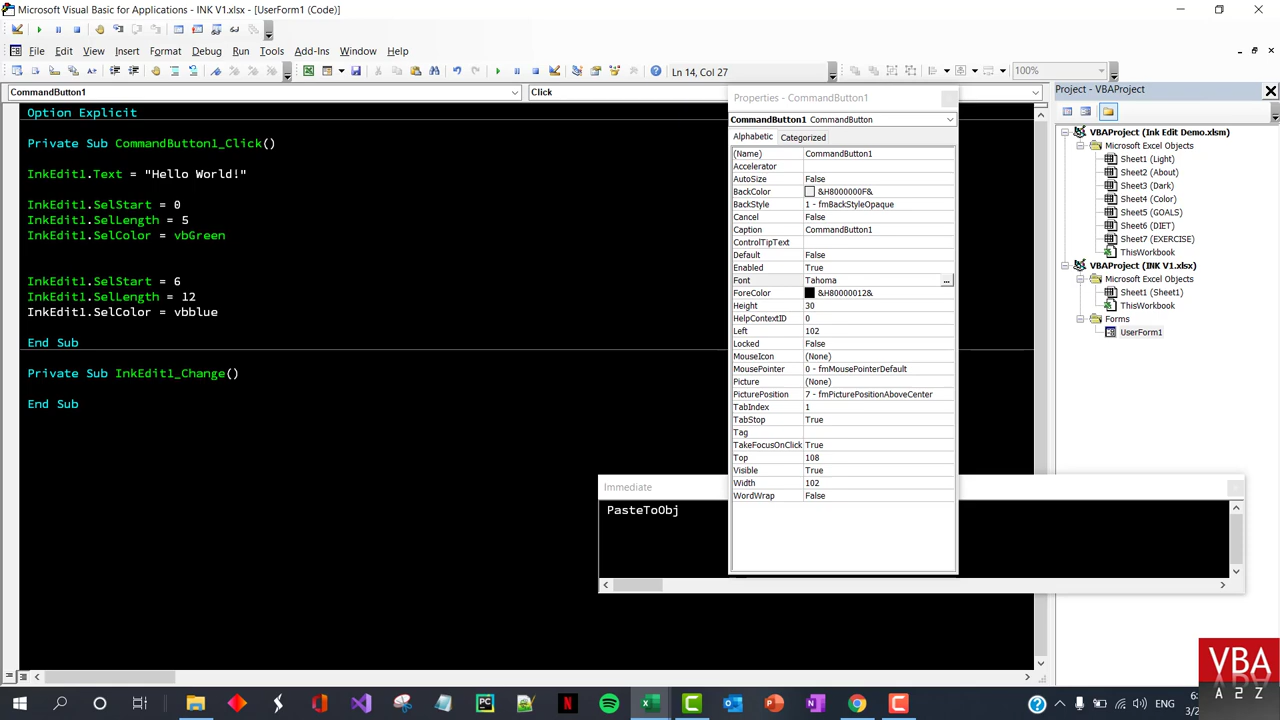 Microsoft Visual Basic for Applications - INK V1.xlsx - [UserForm1 (Code)]
File Edit View Insert Format Debug Run Tools Add-Ins Window Help
Ln 14, Col 27
100%
CommandButton1
Click
Option Explicit
Private Sub CommandButton1_Click()
InkEdit1.Text = "Hello World!"
InkEdit1.SelStart = 0
InkEdit1.SelLength = 5
InkEdit1.SelColor = vbGreen
InkEdit1.SelStart = 6
InkEdit1.SelLength = 12
InkEdit1.SelColor = vbblue
End Sub
Private Sub InkEdit1_Change()
End Sub
Properties - CommandButton1
CommandButton1 CommandButton
Alphabetic Categorized
(Name) CommandButton1
Accelerator
AutoSize False
BackColor &H8000000F&
BackStyle 1 - fmBackStyleOpaque
Cancel False
Caption CommandButton1
ControlTipText
Default False
Enabled True
Font Tahoma ...
ForeColor &H80000012&
Height 30
HelpContextID 0
Left 102
Locked False
MouseIcon (None)
MousePointer 0 - fmMousePointerDefault
Picture (None)
PicturePosition 7 - fmPicturePositionAboveCenter
TabIndex 1
TabStop True
Tag
TakeFocusOnClick True
Top 108
Visible True
Width 102
WordWrap False
Immediate
PasteToObj
Project - VBAProject
VBAProject (Ink Edit Demo.xlsm)
Microsoft Excel Objects
Sheet1 (Light)
Sheet2 (About)
Sheet3 (Dark)
Sheet4 (Color)
Sheet5 (GOALS)
Sheet6 (DIET)
Sheet7 (EXERCISE)
ThisWorkbook
VBAProject (INK V1.xlsx)
Microsoft Excel Objects
Sheet1 (Sheet1)
ThisWorkbook
Forms
UserForm1
VBA
A 2 Z
ENG